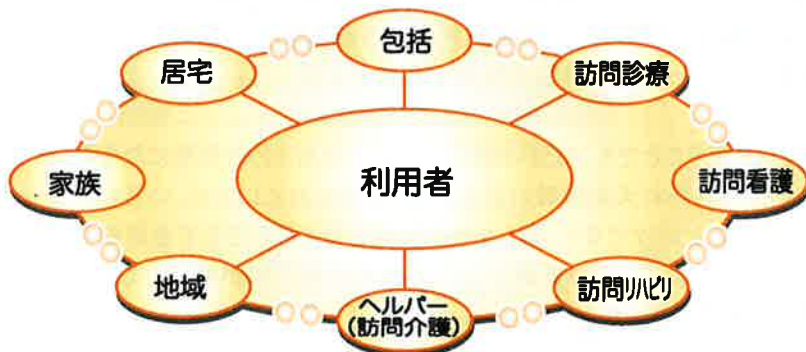 包括
居宅
訪問診療
家族
利用者
訪問看護
地域
訪問リハビリ
ヘルパー
(訪問介護)